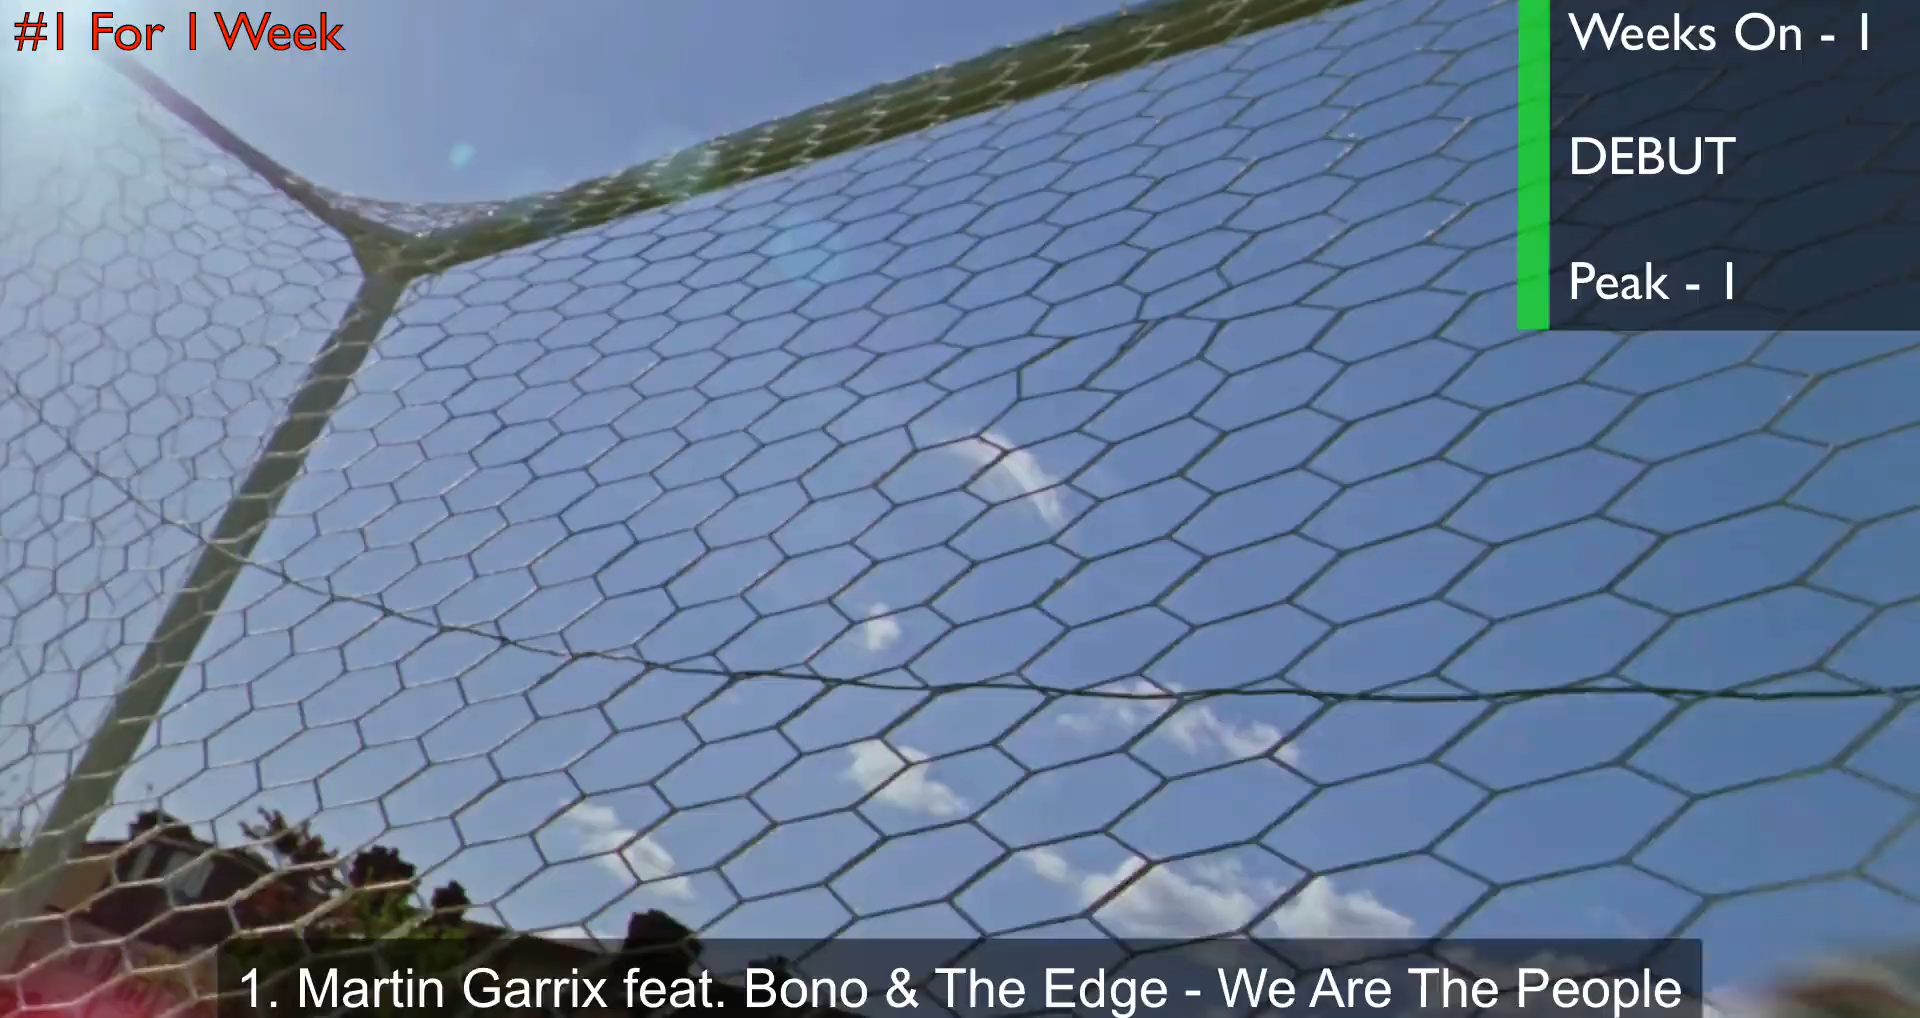 #1 For 1 Week
Weeks On - 1
DEBUT
Peak - 1
1. Martin Garrix feat. Bono & The Edge - We Are The People